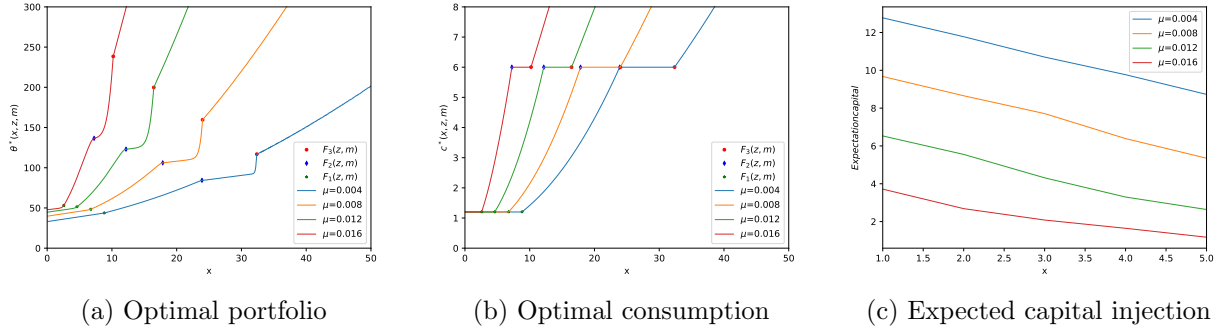 300
250
200
150
100
50
0
θ*(x, z, m)
0 10 20 30 40 50
x
F₃(z, m)
F₂(z, m)
F₁(z, m)
μ=0.004
μ=0.008
μ=0.012
μ=0.016
(a) Optimal portfolio
8
7
6
5
4
3
2
1
0
c*(x, z, m)
0 10 20 30 40 50
x
F₃(z, m)
F₂(z, m)
F₁(z, m)
μ=0.004
μ=0.008
μ=0.012
μ=0.016
(b) Optimal consumption
12
10
8
6
4
2
Expectationcapital
1.0 1.5 2.0 2.5 3.0 3.5 4.0 4.5 5.0
x
μ=0.004
μ=0.008
μ=0.012
μ=0.016
(c) Expected capital injection